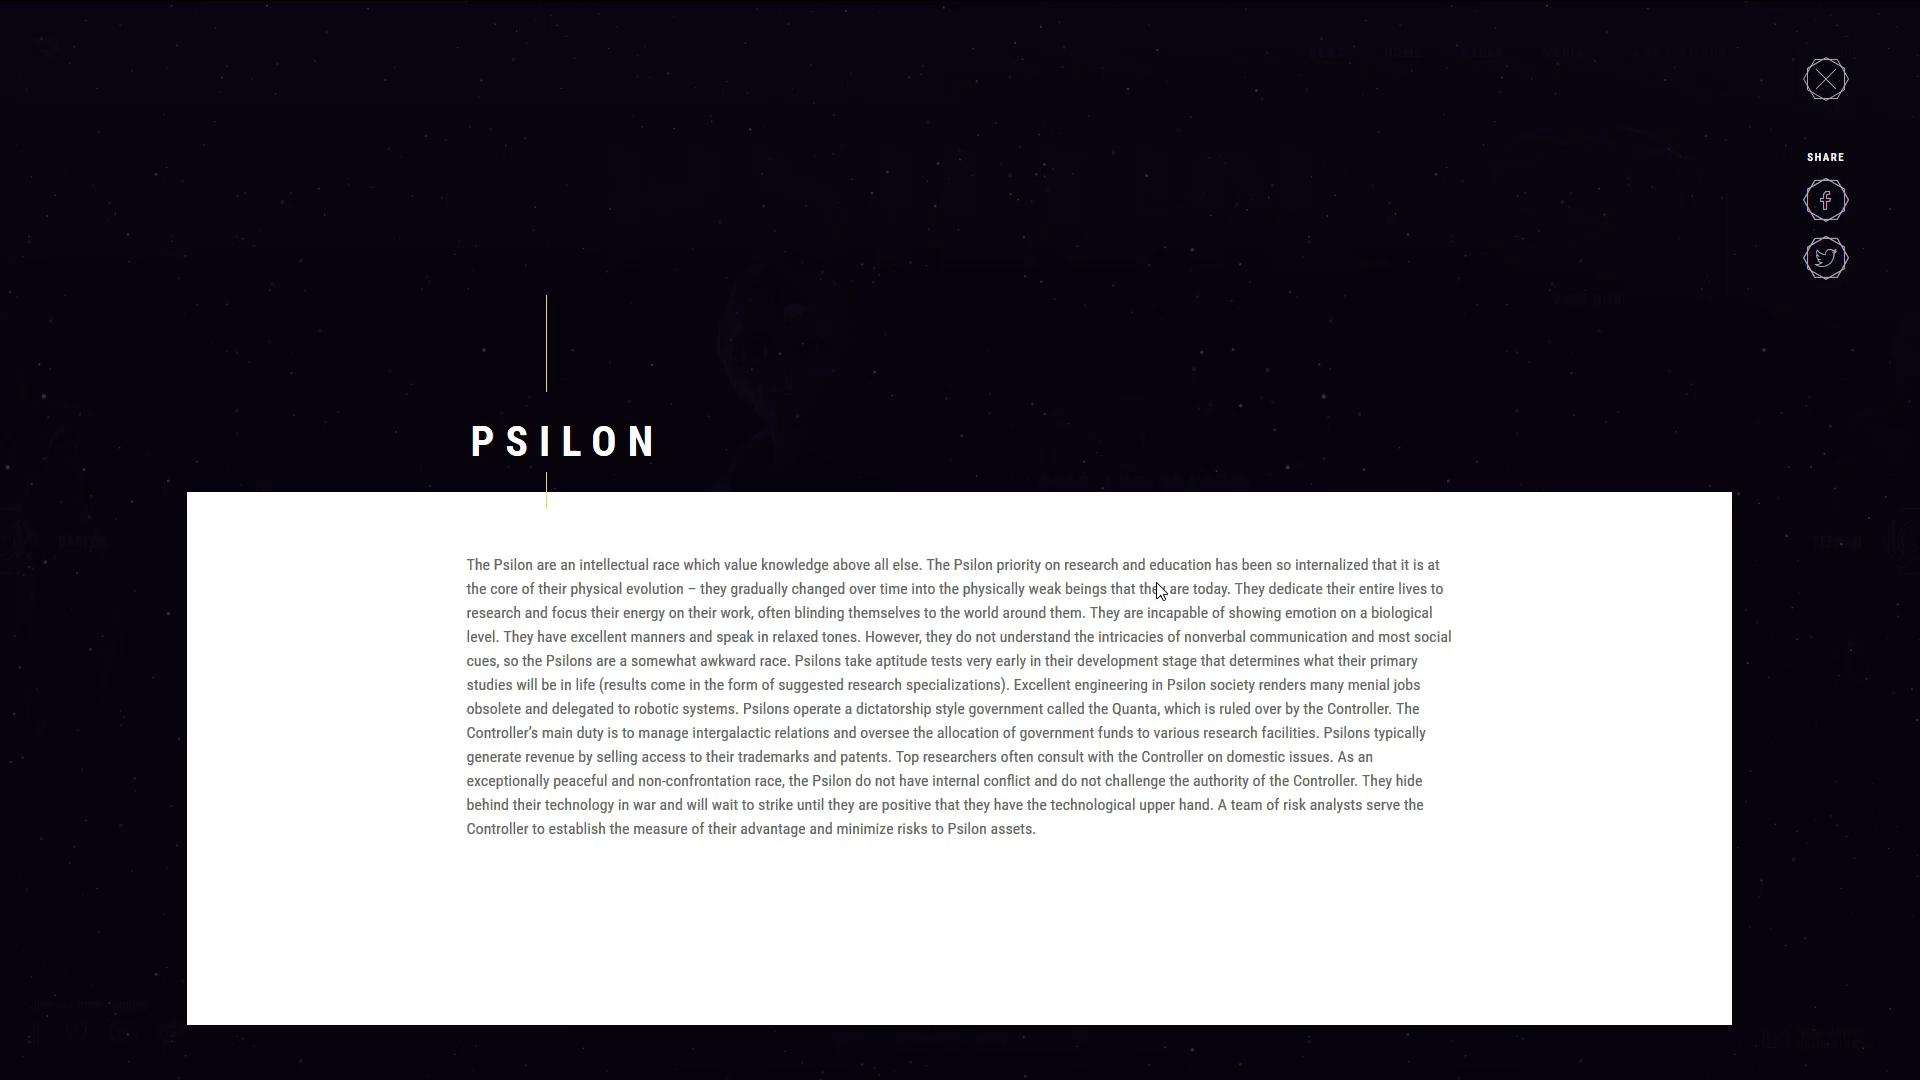 SHARE
PSILON
The Psilon are an intellectual race which value knowledge above all else. The Psilon priority on research and education has been so internalized that it is at
the core of their physical evolution – they gradually changed over time into the physically weak beings that they are today. They dedicate their entire lives to
research and focus their energy on their work, often blinding themselves to the world around them. They are incapable of showing emotion on a biological
level. They have excellent manners and speak in relaxed tones. However, they do not understand the intricacies of nonverbal communication and most social
cues, so the Psilons are a somewhat awkward race. Psilons take aptitude tests very early in their development stage that determines what their primary
studies will be in life (results come in the form of suggested research specializations). Excellent engineering in Psilon society renders many menial jobs
obsolete and delegated to robotic systems. Psilons operate a dictatorship style government called the Quanta, which is ruled over by the Controller. The
Controller’s main duty is to manage intergalactic relations and oversee the allocation of government funds to various research facilities. Psilons typically
generate revenue by selling access to their trademarks and patents. Top researchers often consult with the Controller on domestic issues. As an
exceptionally peaceful and non-confrontation race, the Psilon do not have internal conflict and do not challenge the authority of the Controller. They hide
behind their technology in war and will wait to strike until they are positive that they have the technological upper hand. A team of risk analysts serve the
Controller to establish the measure of their advantage and minimize risks to Psilon assets.